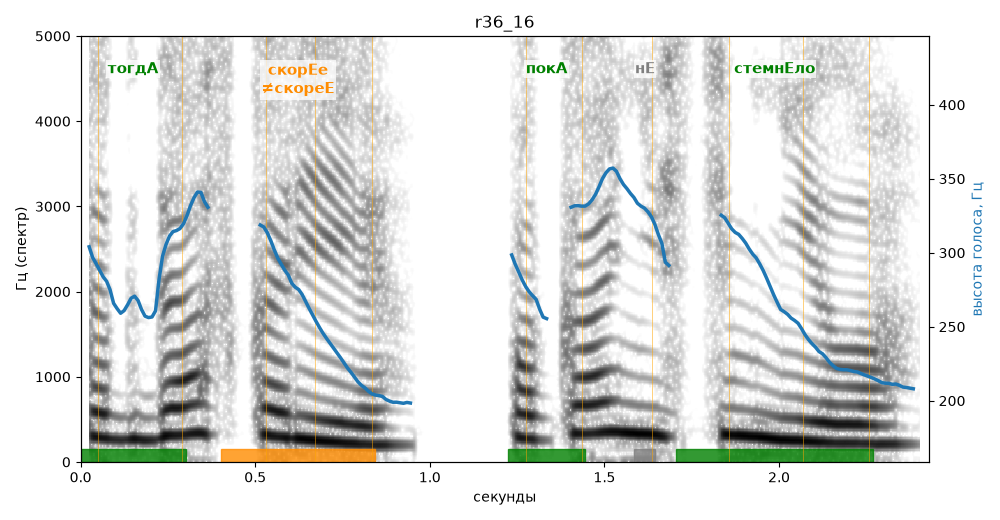 r36_16
5000
4000
3000
2000
1000
0
Гц (спектр)
тогдА
скорЕе
≠скореЕ
покА
нЕ
стемнЕло
400
350
300
250
200
высота голоса, Гц
0.0
0.5
1.0
1.5
2.0
секунды